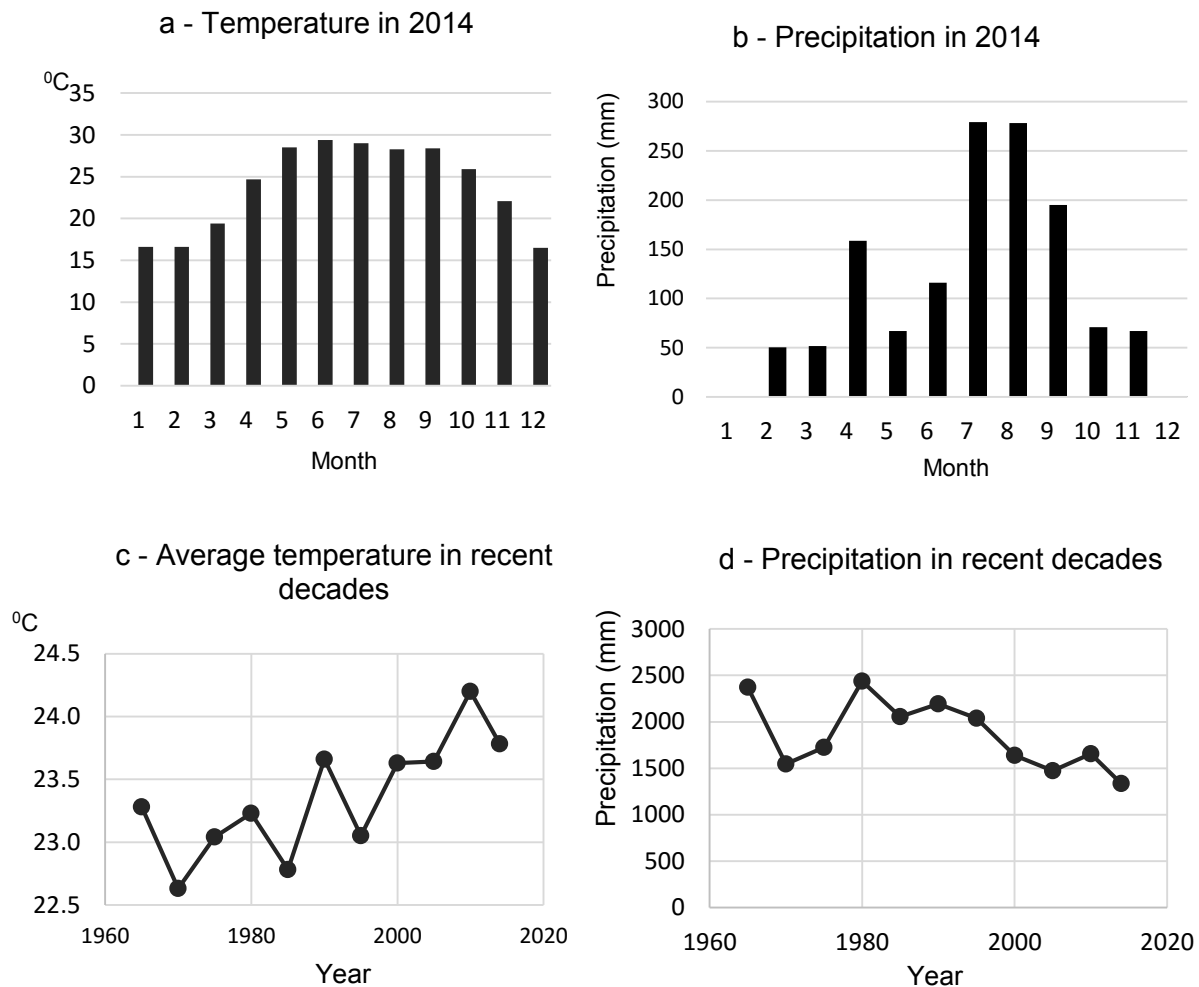 a - Temperature in 2014
⁰C
35
30
25
20
15
10
5
0
1 2 3 4 5 6 7 8 9 10 11 12
Month
b - Precipitation in 2014
Precipitation (mm)
300
250
200
150
100
50
0
1 2 3 4 5 6 7 8 9 10 11 12
Month
c - Average temperature in recent
decades
⁰C
24.5
24.0
23.5
23.0
22.5
1960 1980 2000 2020
Year
d - Precipitation in recent decades
Precipitation (mm)
3000
2500
2000
1500
1000
500
0
1960 1980 2000 2020
Year